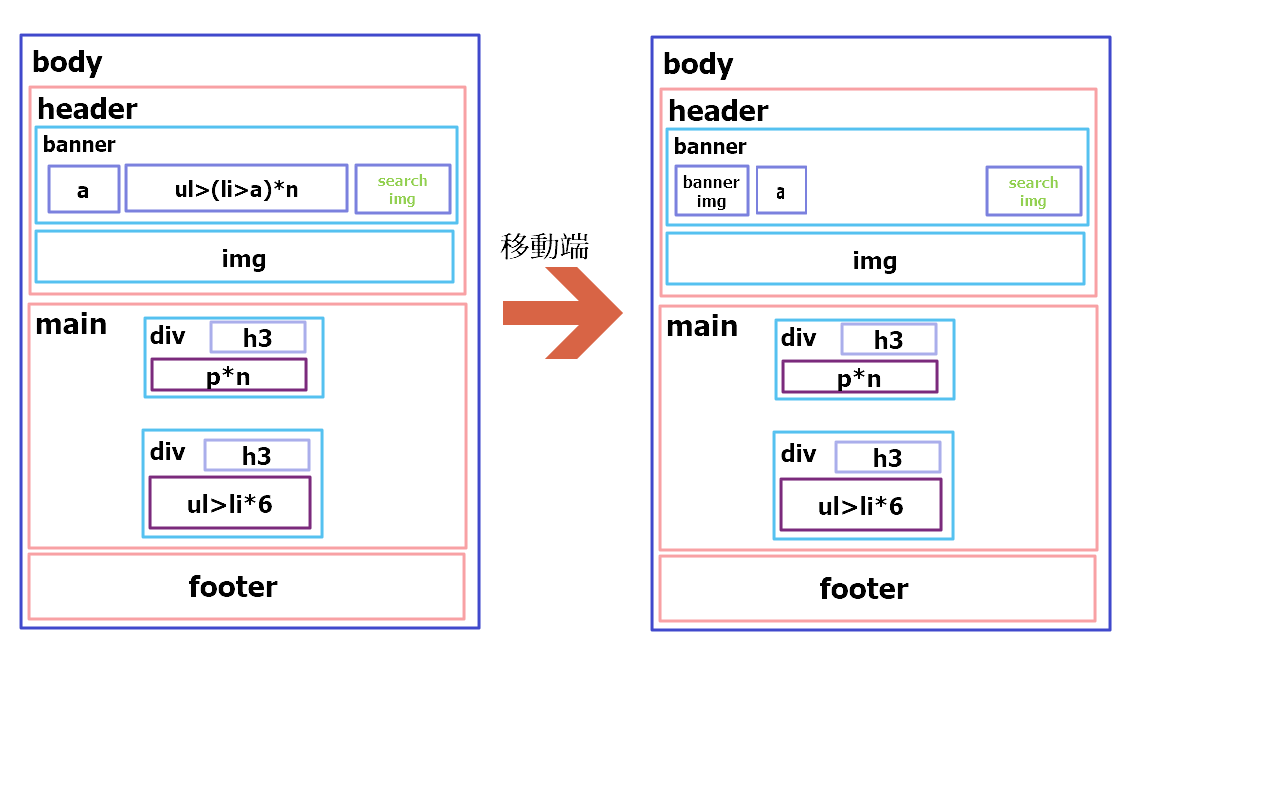 body
header
banner
a
ul>(li>a)*n
search
img
img
main
div
h3
p*n
div
h3
ul>li*6
footer
移動端
body
header
banner
banner
img
a
search
img
img
main
div
h3
p*n
div
h3
ul>li*6
footer